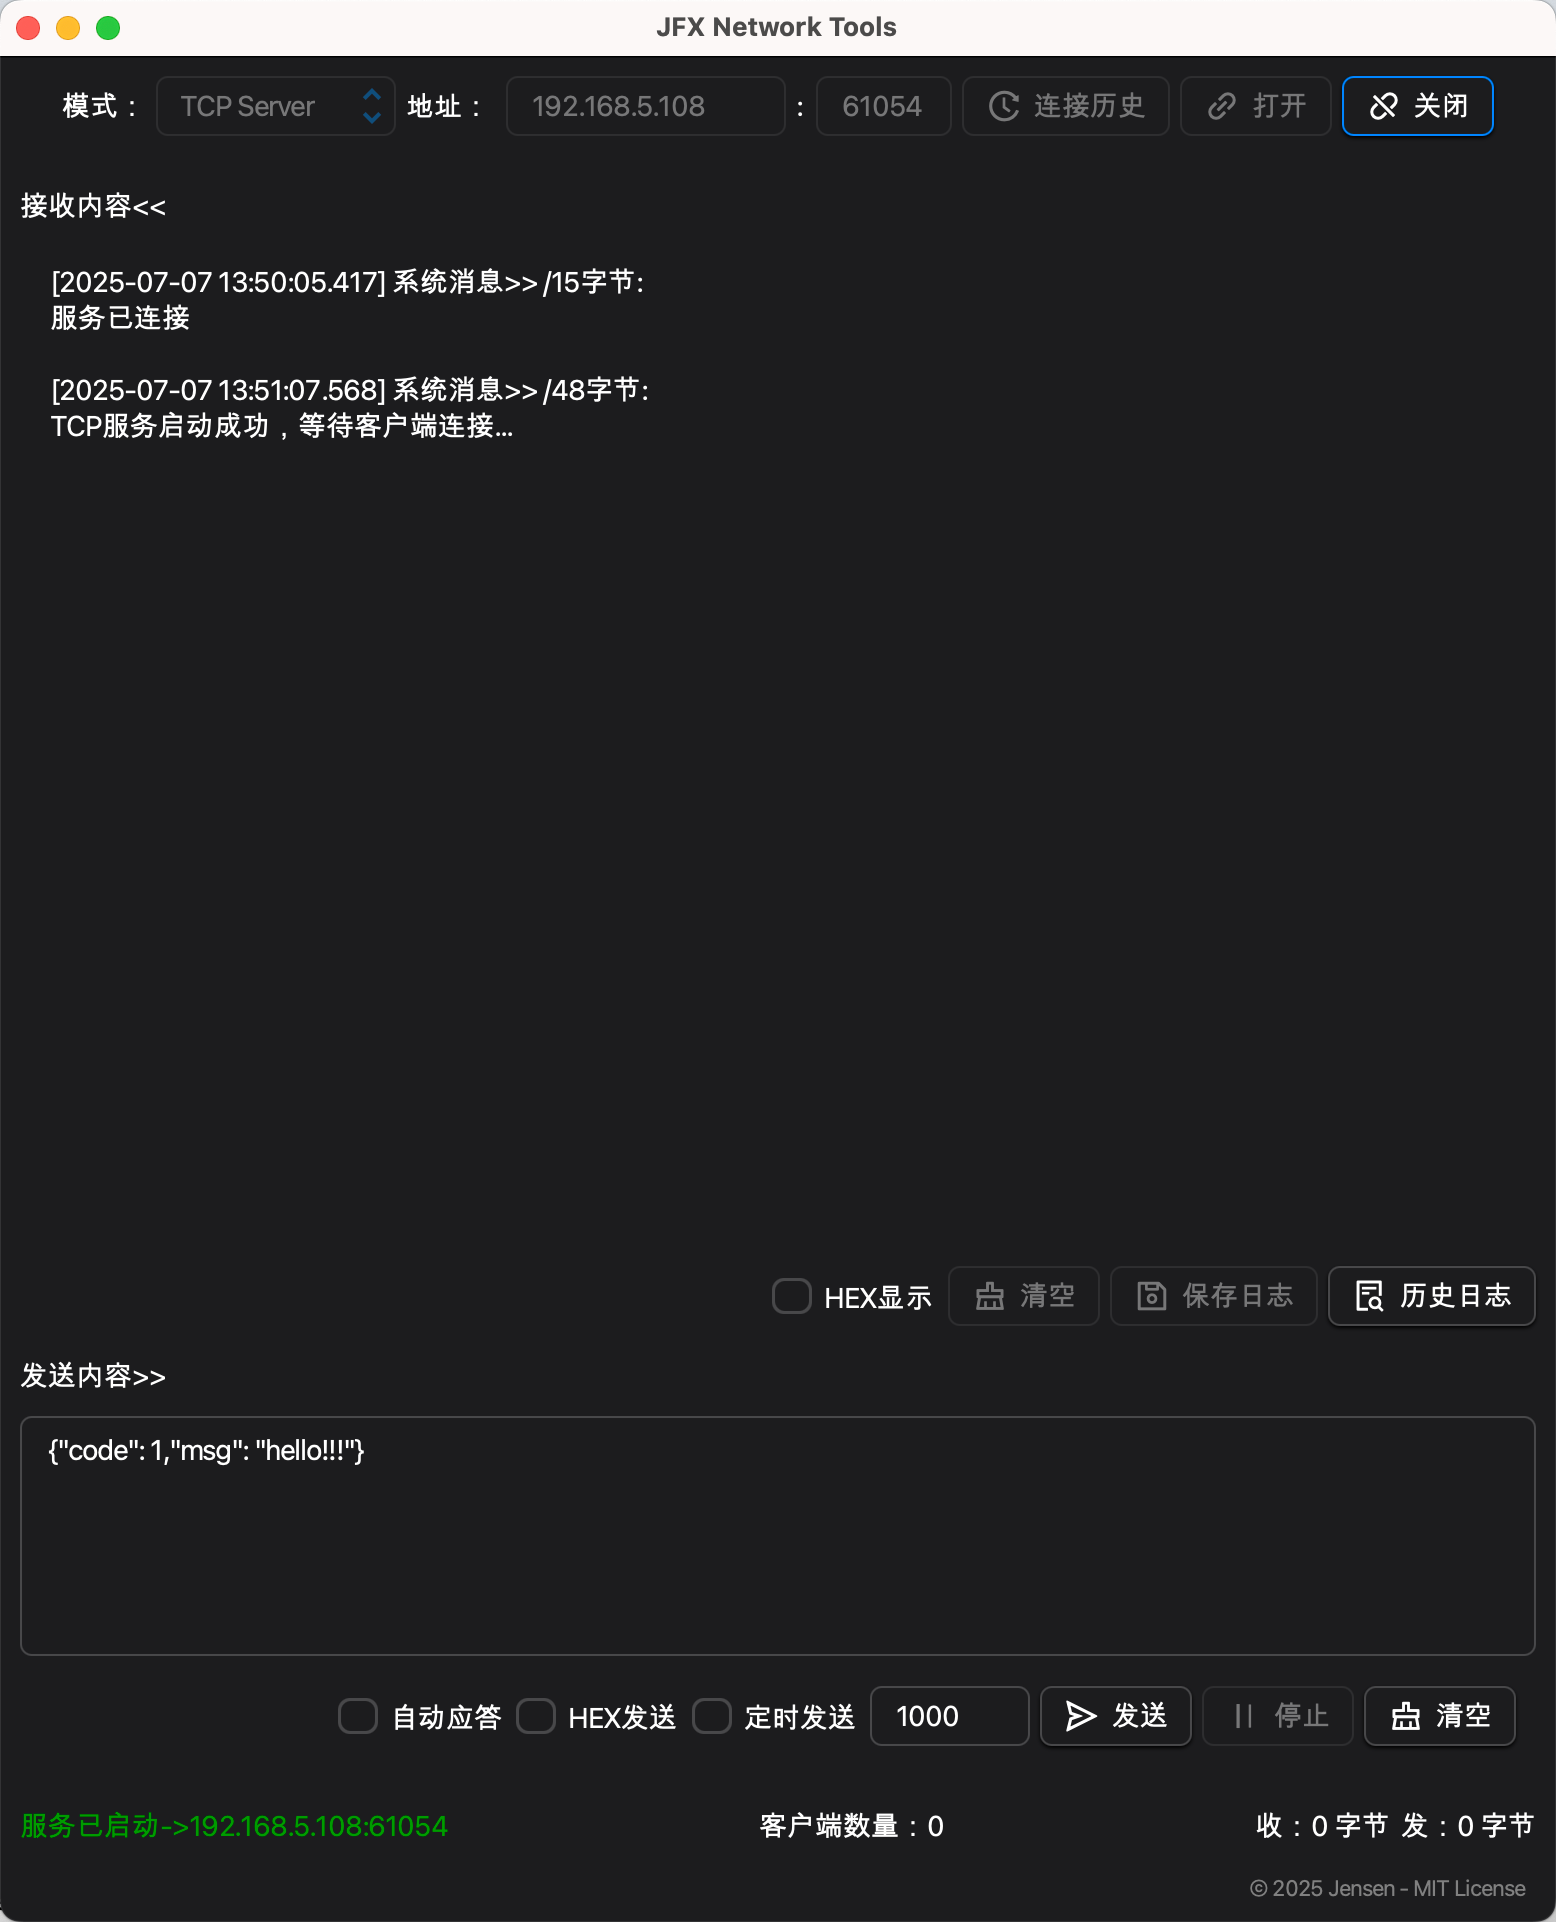 JFX Network Tools
模式： TCP Server 地址： 192.168.5.108 : 61054 连接历史 打开 关闭
接收内容<<
[2025-07-07 13:50:05.417] 系统消息>> /15字节:
服务已连接
[2025-07-07 13:51:07.568] 系统消息>> /48字节:
TCP服务启动成功，等待客户端连接...
HEX显示 清空 保存日志 历史日志
发送内容>>
{"code": 1,"msg": "hello!!!"}
自动应答 HEX发送 定时发送 1000 发送 停止 清空
服务已启动->192.168.5.108:61054 客户端数量：0 收：0 字节 发：0 字节
© 2025 Jensen - MIT License